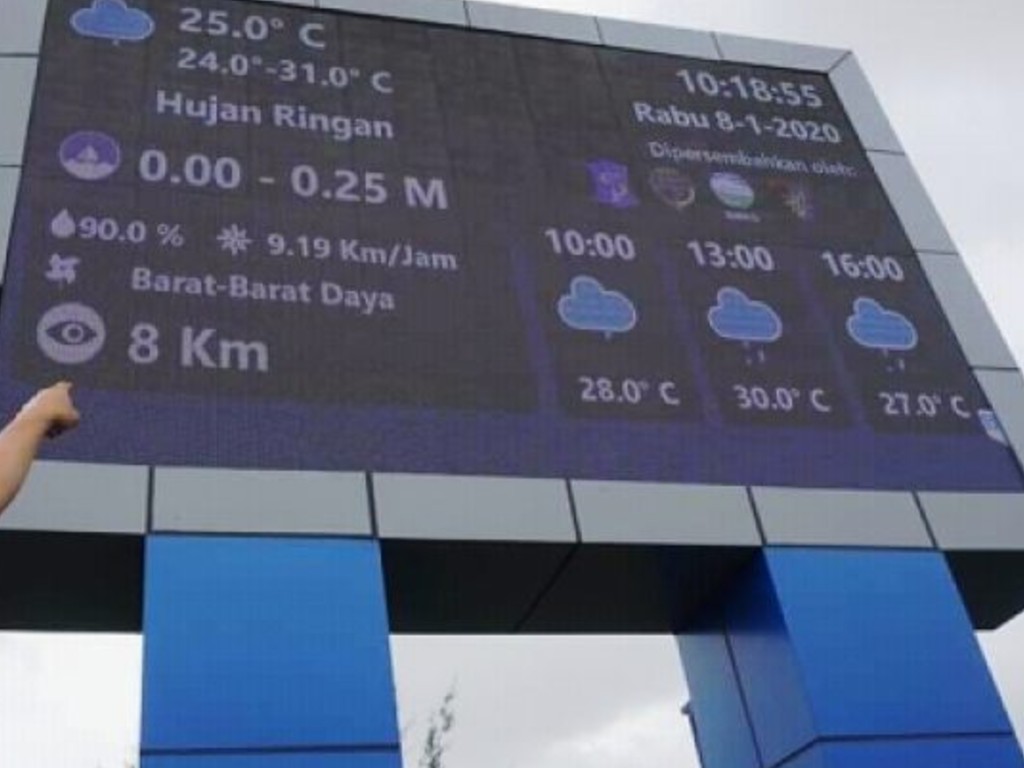 25.0° C
24.0°-31.0° C
Hujan Ringan
0.00 - 0.25 M
90.0 % 9.19 Km/Jam
Barat-Barat Daya
8 Km
10:18:55
Rabu 8-1-2020
Dipersembahkan oleh:
10:00 13:00 16:00
28.0° C 30.0° C 27.0° C